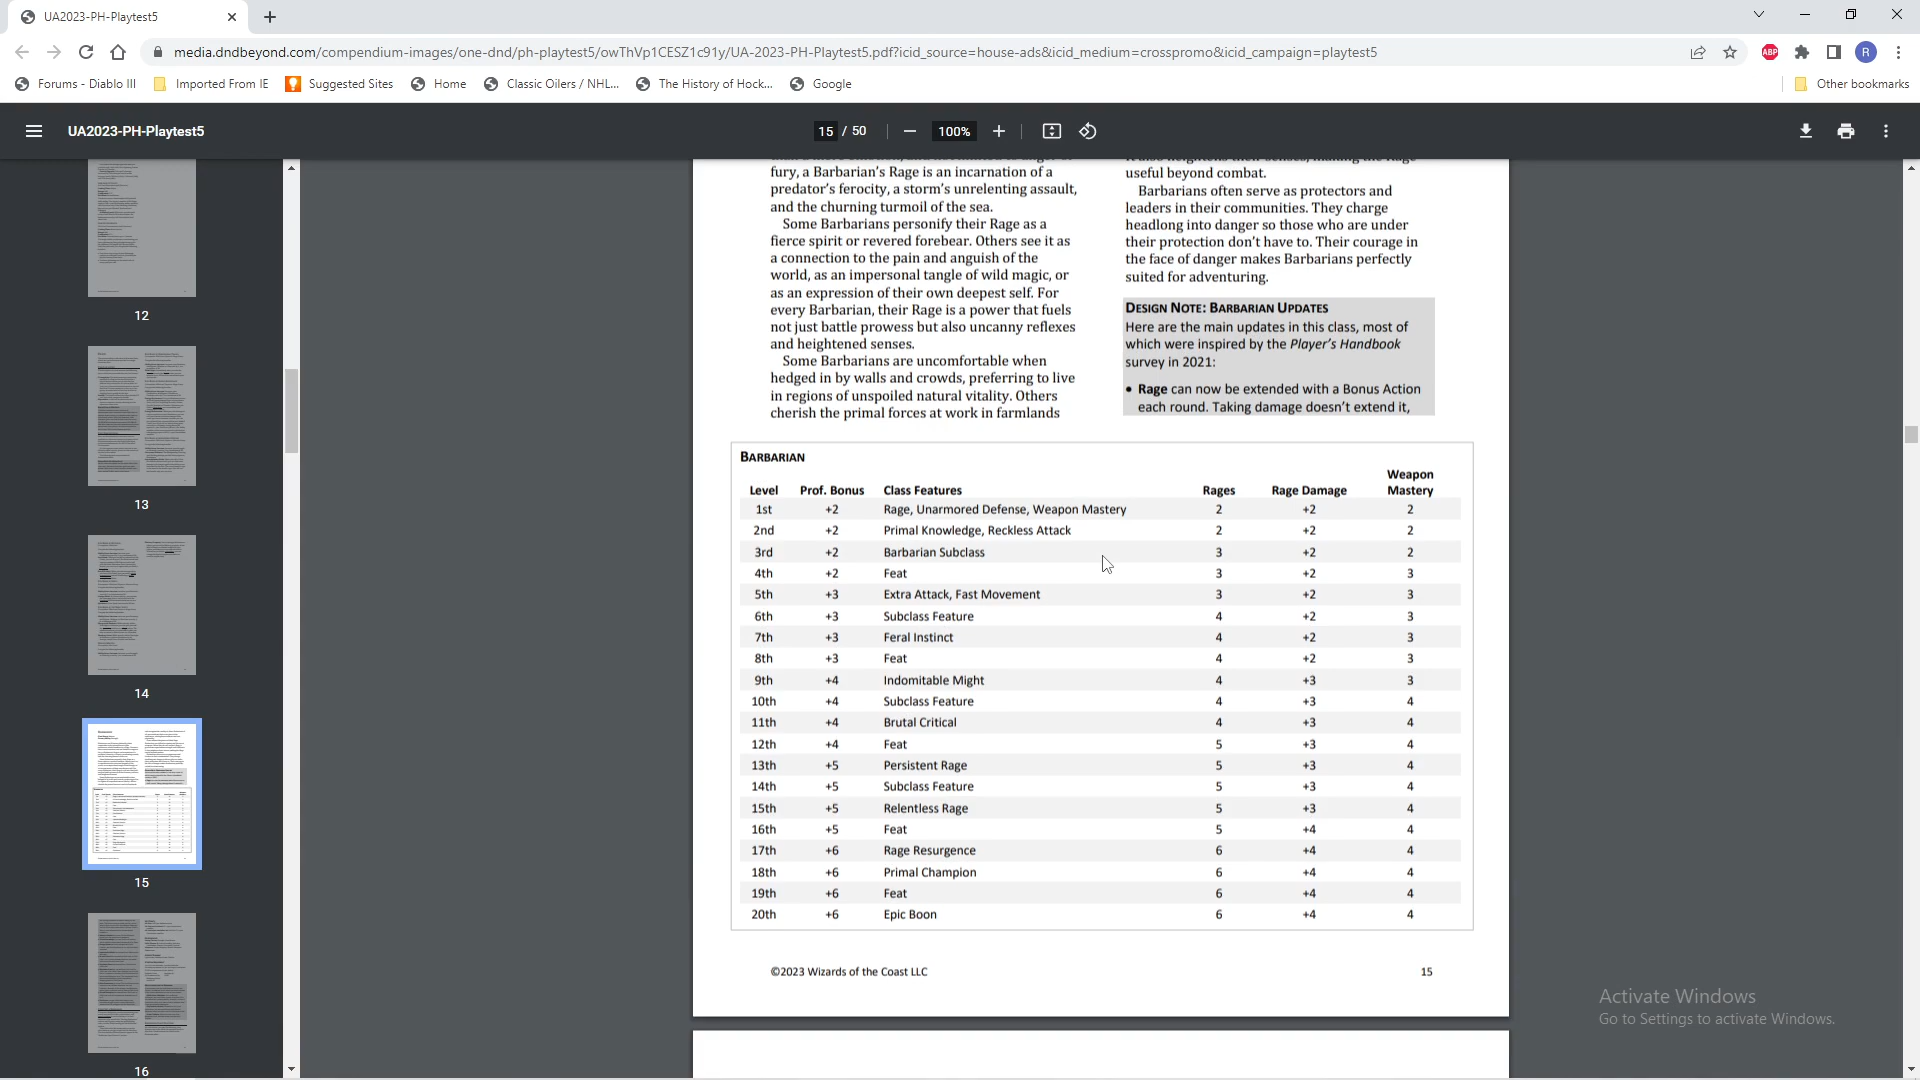 UA2023-PH-Playtest5
media.dndbeyond.com/compendium-images/one-dnd/ph-playtest5/owThVp1CESZ1c91y/UA-2023-PH-Playtest5.pdf?icid_source=house-ads&icid_medium=crosspromo&icid_campaign=playtest5
ABP
R
Forums - Diablo III
Imported From IE
Suggested Sites
Home
Classic Oilers / NHL...
The History of Hock...
Google
Other bookmarks
UA2023-PH-Playtest5
15 / 50
100%
12
13
14
15
16
fury, a Barbarian's Rage is an incarnation of a
predator's ferocity, a storm's unrelenting assault,
and the churning turmoil of the sea.
Some Barbarians personify their Rage as a
fierce spirit or revered forebear. Others see it as
a connection to the pain and anguish of the
world, as an impersonal tangle of wild magic, or
as an expression of their own deepest self. For
every Barbarian, their Rage is a power that fuels
not just battle prowess but also uncanny reflexes
and heightened senses.
Some Barbarians are uncomfortable when
hedged in by walls and crowds, preferring to live
in regions of unspoiled natural vitality. Others
cherish the primal forces at work in farmlands
useful beyond combat.
Barbarians often serve as protectors and
leaders in their communities. They charge
headlong into danger so those who are under
their protection don't have to. Their courage in
the face of danger makes Barbarians perfectly
suited for adventuring.
DESIGN NOTE: BARBARIAN UPDATES
Here are the main updates in this class, most of
which were inspired by the Player's Handbook
survey in 2021:
• Rage can now be extended with a Bonus Action
each round. Taking damage doesn't extend it,
BARBARIAN
Level Prof. Bonus Class Features Rages Rage Damage Weapon Mastery
1st +2 Rage, Unarmored Defense, Weapon Mastery 2 +2 2
2nd +2 Primal Knowledge, Reckless Attack 2 +2 2
3rd +2 Barbarian Subclass 3 +2 2
4th +2 Feat 3 +2 3
5th +3 Extra Attack, Fast Movement 3 +2 3
6th +3 Subclass Feature 4 +2 3
7th +3 Feral Instinct 4 +2 3
8th +3 Feat 4 +2 3
9th +4 Indomitable Might 4 +3 3
10th +4 Subclass Feature 4 +3 4
11th +4 Brutal Critical 4 +3 4
12th +4 Feat 5 +3 4
13th +5 Persistent Rage 5 +3 4
14th +5 Subclass Feature 5 +3 4
15th +5 Relentless Rage 5 +3 4
16th +5 Feat 5 +4 4
17th +6 Rage Resurgence 6 +4 4
18th +6 Primal Champion 6 +4 4
19th +6 Feat 6 +4 4
20th +6 Epic Boon 6 +4 4
©2023 Wizards of the Coast LLC
15
Activate Windows
Go to Settings to activate Windows.